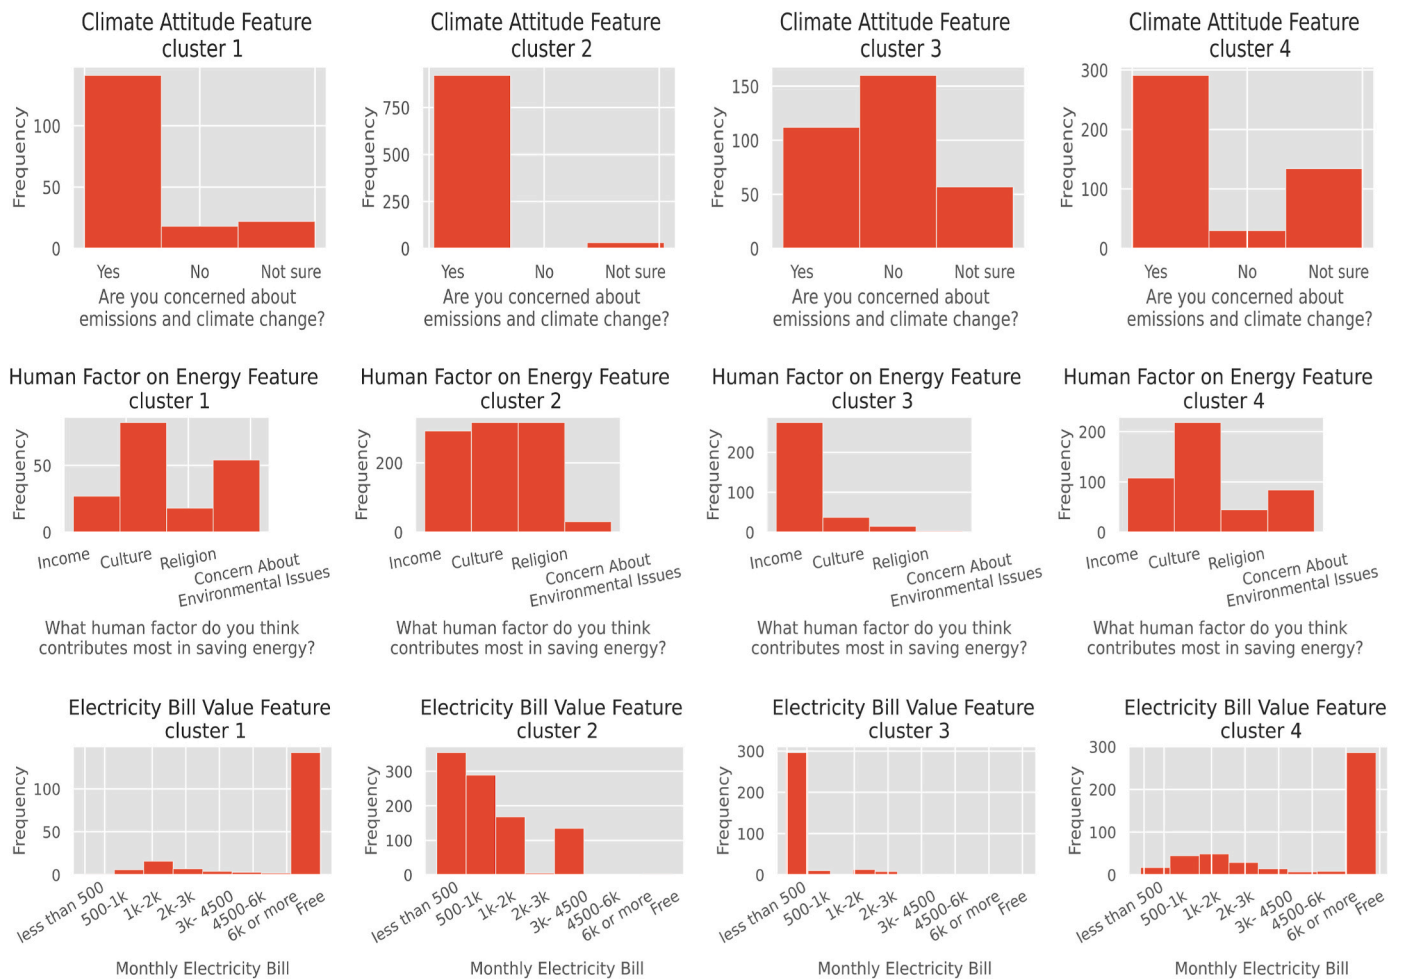 Climate Attitude Feature
cluster 1
Climate Attitude Feature
cluster 2
Climate Attitude Feature
cluster 3
Climate Attitude Feature
cluster 4
Frequency
100
50
0
Yes
No
Not sure
Are you concerned about
emissions and climate change?
Frequency
750
500
250
0
Yes
No
Not sure
Are you concerned about
emissions and climate change?
Frequency
150
100
50
0
Yes
No
Not sure
Are you concerned about
emissions and climate change?
Frequency
300
200
100
0
Yes
No
Not sure
Are you concerned about
emissions and climate change?
Human Factor on Energy Feature
cluster 1
Frequency
50
0
Income
Culture
Religion
Concern About
Environmental Issues
What human factor do you think
contributes most in saving energy?
Human Factor on Energy Feature
cluster 2
Frequency
200
0
Income
Culture
Religion
Concern About
Environmental Issues
What human factor do you think
contributes most in saving energy?
Human Factor on Energy Feature
cluster 3
Frequency
200
100
0
Income
Culture
Religion
Concern About
Environmental Issues
What human factor do you think
contributes most in saving energy?
Human Factor on Energy Feature
cluster 4
Frequency
200
100
0
Income
Culture
Religion
Concern About
Environmental Issues
What human factor do you think
contributes most in saving energy?
Electricity Bill Value Feature
cluster 1
Frequency
100
50
0
less than 500
500-1k
1k-2k
2k-3k
3k- 4500
4500-6k
6k or more
Free
Monthly Electricity Bill
Electricity Bill Value Feature
cluster 2
Frequency
300
200
100
0
less than 500
500-1k
1k-2k
2k-3k
3k- 4500
4500-6k
6k or more
Free
Monthly Electricity Bill
Electricity Bill Value Feature
cluster 3
Frequency
300
200
100
0
less than 500
500-1k
1k-2k
2k-3k
3k- 4500
4500-6k
6k or more
Free
Monthly Electricity Bill
Electricity Bill Value Feature
cluster 4
Frequency
300
200
100
0
less than 500
500-1k
1k-2k
2k-3k
3k- 4500
4500-6k
6k or more
Free
Monthly Electricity Bill